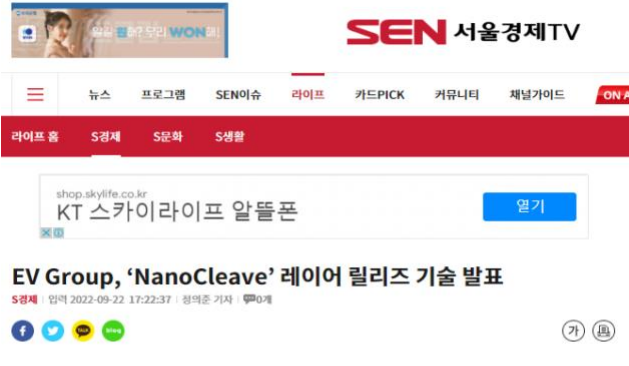 SEN 서울경제TV
뉴스 프로그램 SEN이슈 라이프 카드PICK 커뮤니티 채널가이드 ON A
라이프 홈 S경제 S문화 S생활
shop.skylife.co.kr
KT 스카이라이프 알뜰폰
열기
EV Group, ‘NanoCleave’ 레이어 릴리즈 기술 발표
S경제 입력 2022-09-22 17:22:37 정의준 기자 0개
가